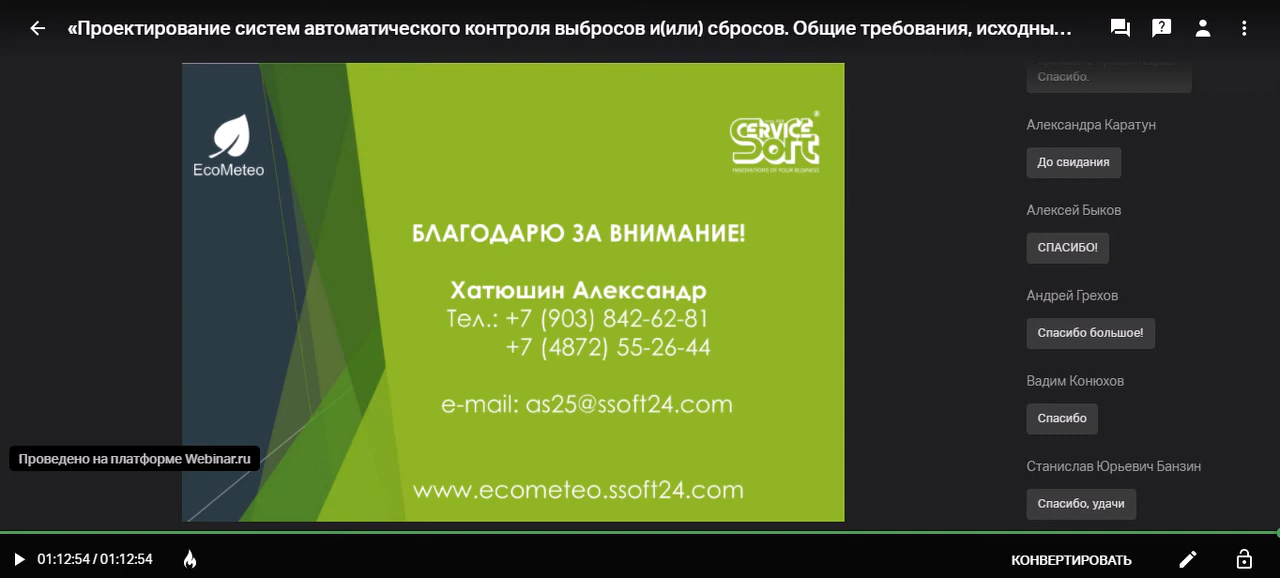 «Проектирование систем автоматического контроля выбросов и(или) сбросов. Общие требования, исходны...
EcoMeteo
СERVICE
Soft
®
INNOVATIONS OF YOUR BUSINESS
БЛАГОДАРЮ ЗА ВНИМАНИЕ!
Хатюшин Александр
Тел.: +7 (903) 842-62-81
+7 (4872) 55-26-44
e-mail: as25@ssoft24.com
www.ecometeo.ssoft24.com
Проведено на платформе Webinar.ru
Спасибо.
Александра Каратун
До свидания
Алексей Быков
СПАСИБО!
Андрей Грехов
Спасибо большое!
Вадим Конюхов
Спасибо
Станислав Юрьевич Банзин
Спасибо, удачи
01:12:54 / 01:12:54
КОНВЕРТИРОВАТЬ